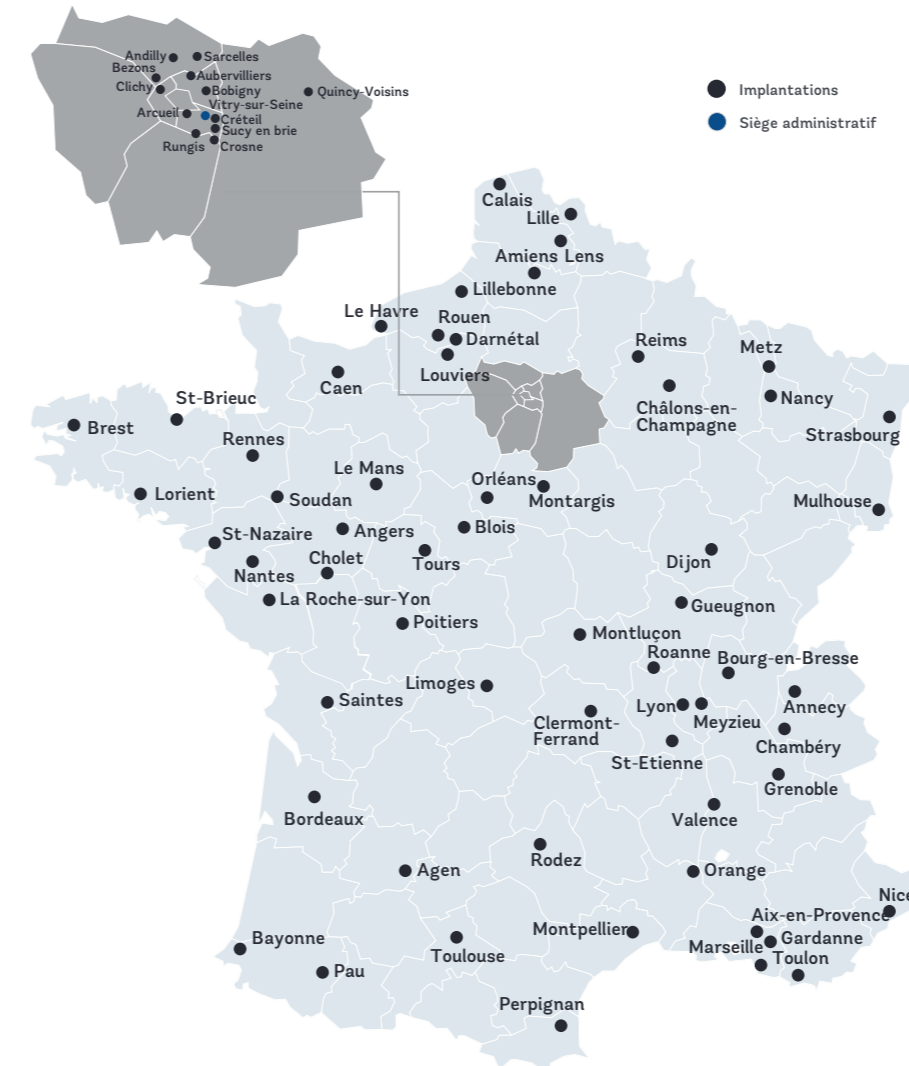 Andilly
Sarcelles
Bezons
Aubervilliers
Clichy
Bobigny
Quincy-Voisins
Vitry-sur-Seine
Arcueil
Créteil
Sucy en brie
Rungis
Crosne
Implantations
Siège administratif
Calais
Lille
Amiens
Lens
Lillebonne
Le Havre
Rouen
Darnétal
Louviers
Reims
Metz
Caen
Châlons-en-
Champagne
Nancy
St-Brieuc
Brest
Strasbourg
Rennes
Le Mans
Orléans
Lorient
Soudan
Montargis
Mulhouse
St-Nazaire
Angers
Blois
Cholet
Tours
Dijon
Nantes
La Roche-sur-Yon
Gueugnon
Poitiers
Montluçon
Roanne
Bourg-en-Bresse
Limoges
Saintes
Lyon
Annecy
Clermont-
Ferrand
Meyzieu
Chambéry
St-Etienne
Grenoble
Bordeaux
Valence
Rodez
Agen
Orange
Nice
Aix-en-Provence
Montpellier
Bayonne
Gardanne
Marseille
Toulouse
Toulon
Pau
Perpignan